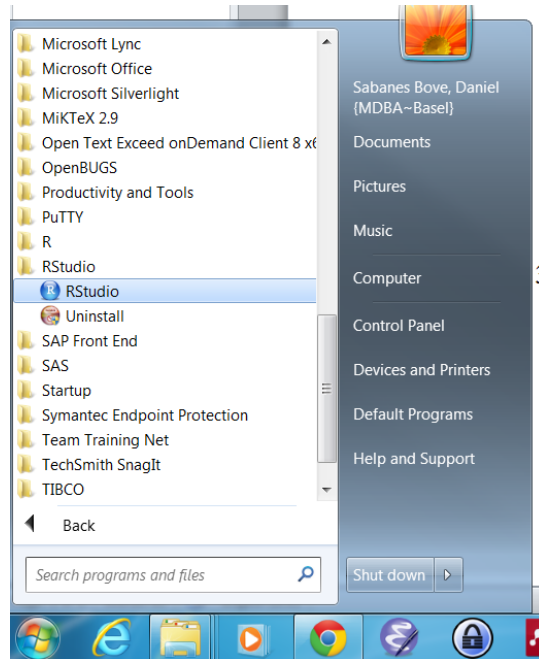 Microsoft Lync
Microsoft Office
Microsoft Silverlight
MiKTeX 2.9
Open Text Exceed onDemand Client 8 x6
OpenBUGS
Productivity and Tools
PuTTY
R
RStudio
RStudio
Uninstall
SAP Front End
SAS
Startup
Symantec Endpoint Protection
Team Training Net
TechSmith SnagIt
TIBCO
Back
Search programs and files
Sabanes Bove, Daniel
{MDBA~Basel}
Documents
Pictures
Music
Computer
Control Panel
Devices and Printers
Default Programs
Help and Support
Shut down